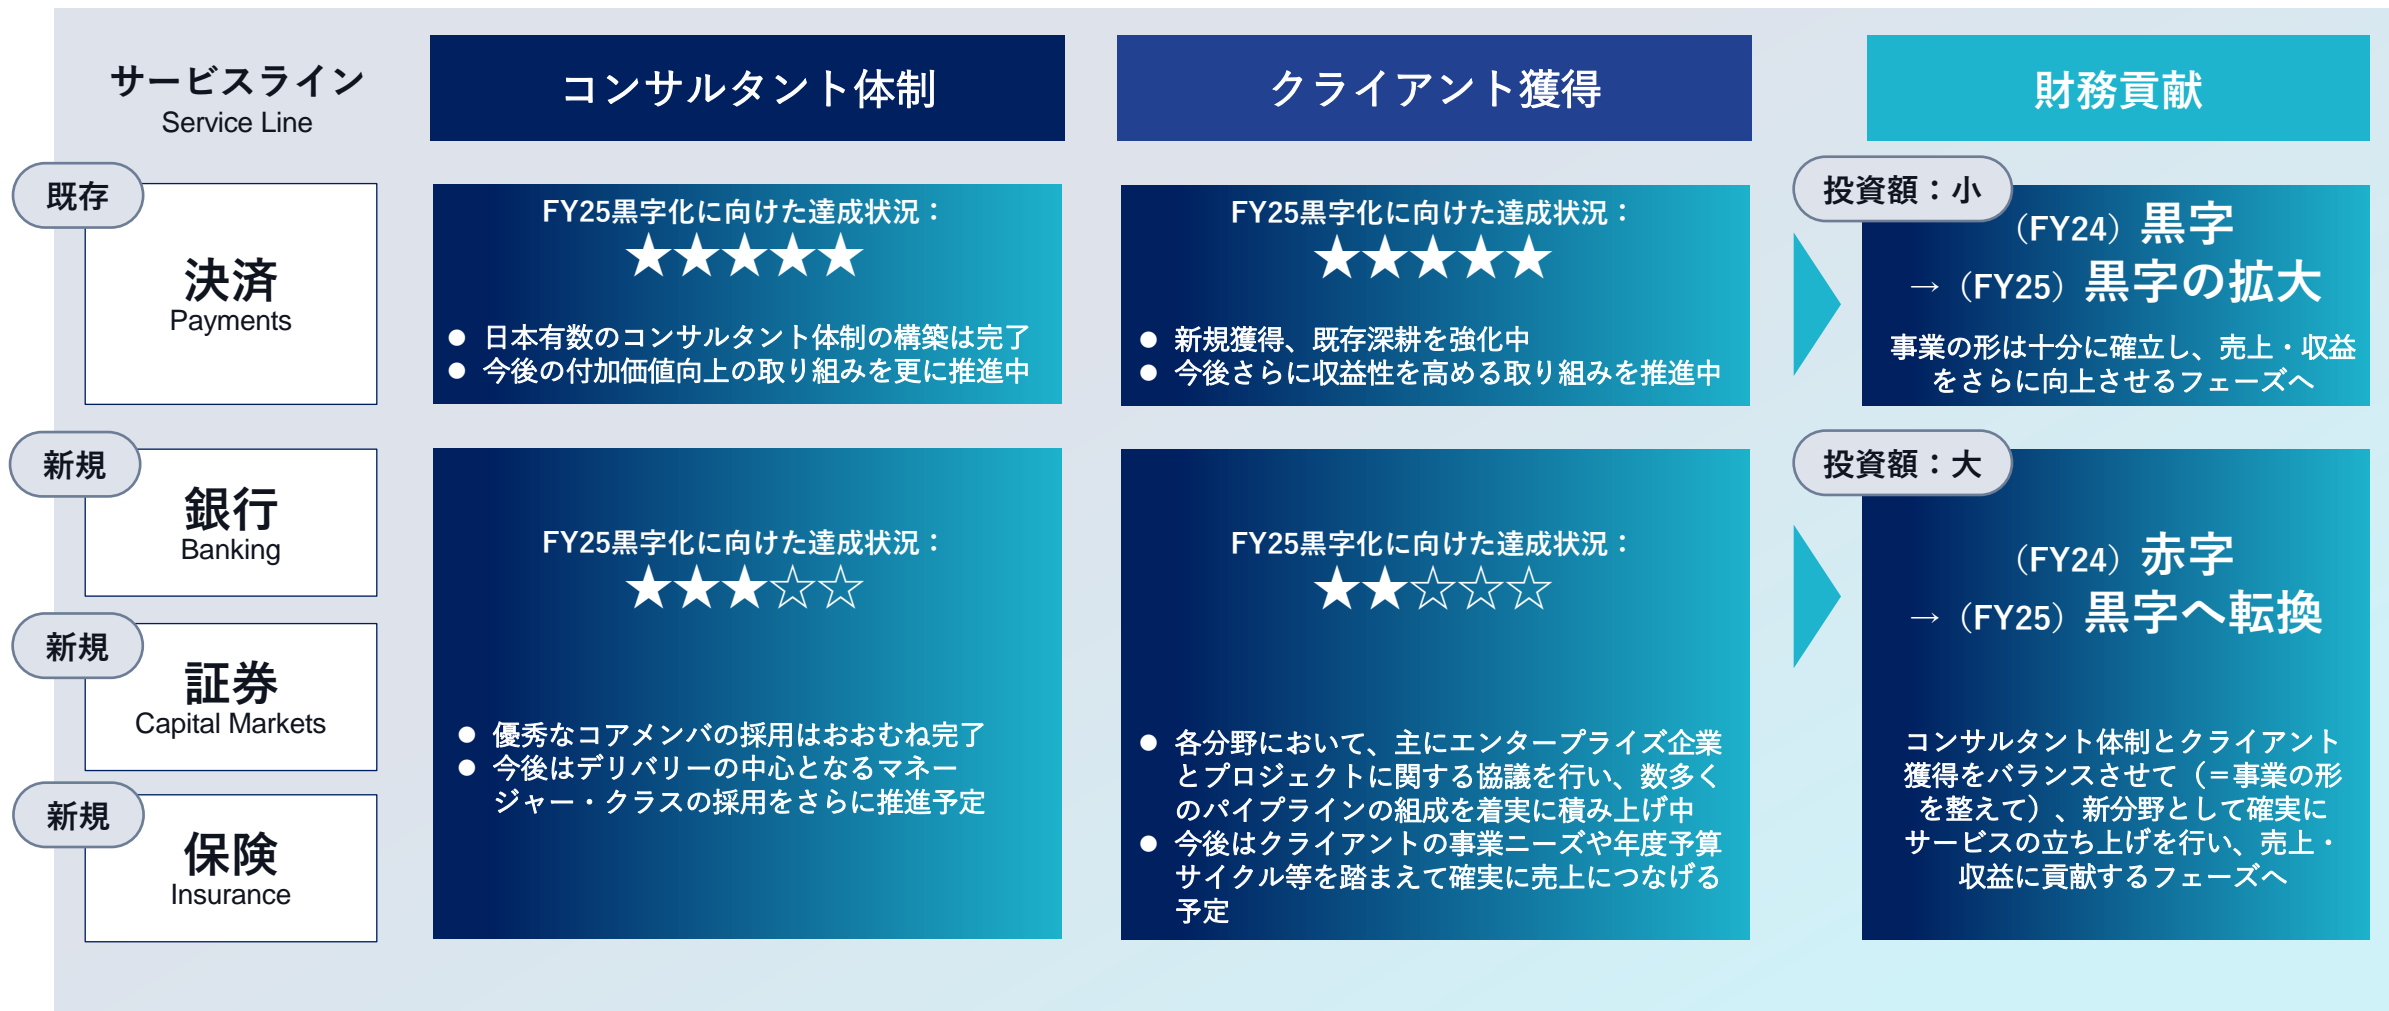 サービスライン
Service Line
コンサルタント体制
クライアント獲得
財務貢献
既存
決済
Payments
FY25黒字化に向けた達成状況：
★★★★★
● 日本有数のコンサルタント体制の構築は完了
● 今後の付加価値向上の取り組みを更に推進中
FY25黒字化に向けた達成状況：
★★★★★
● 新規獲得、既存深耕を強化中
● 今後さらに収益性を高める取り組みを推進中
投資額：小
（FY24）黒字
→（FY25）黒字の拡大
事業の形は十分に確立し、売上・収益
をさらに向上させるフェーズへ
新規
銀行
Banking
新規
証券
Capital Markets
新規
保険
Insurance
FY25黒字化に向けた達成状況：
★★★☆☆
● 優秀なコアメンバの採用はおおむね完了
● 今後はデリバリーの中心となるマネー
ジャー・クラスの採用をさらに推進予定
FY25黒字化に向けた達成状況：
★★☆☆☆
● 各分野において、主にエンタープライズ企業
とプロジェクトに関する協議を行い、数多く
のパイプラインの組成を着実に積み上げ中
● 今後はクライアントの事業ニーズや年度予算
サイクル等を踏まえて確実に売上につなげる
予定
投資額：大
（FY24）赤字
→（FY25）黒字へ転換
コンサルタント体制とクライアント
獲得をバランスさせて（＝事業の形
を整えて）、新分野として確実に
サービスの立ち上げを行い、売上・
収益に貢献するフェーズへ